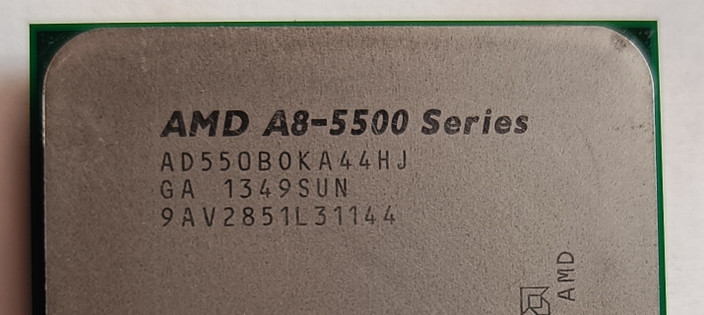 AMD A8-5500 Series
AD550BOKA44HJ
GA 1349SUN
9AV2851L31144
AMD